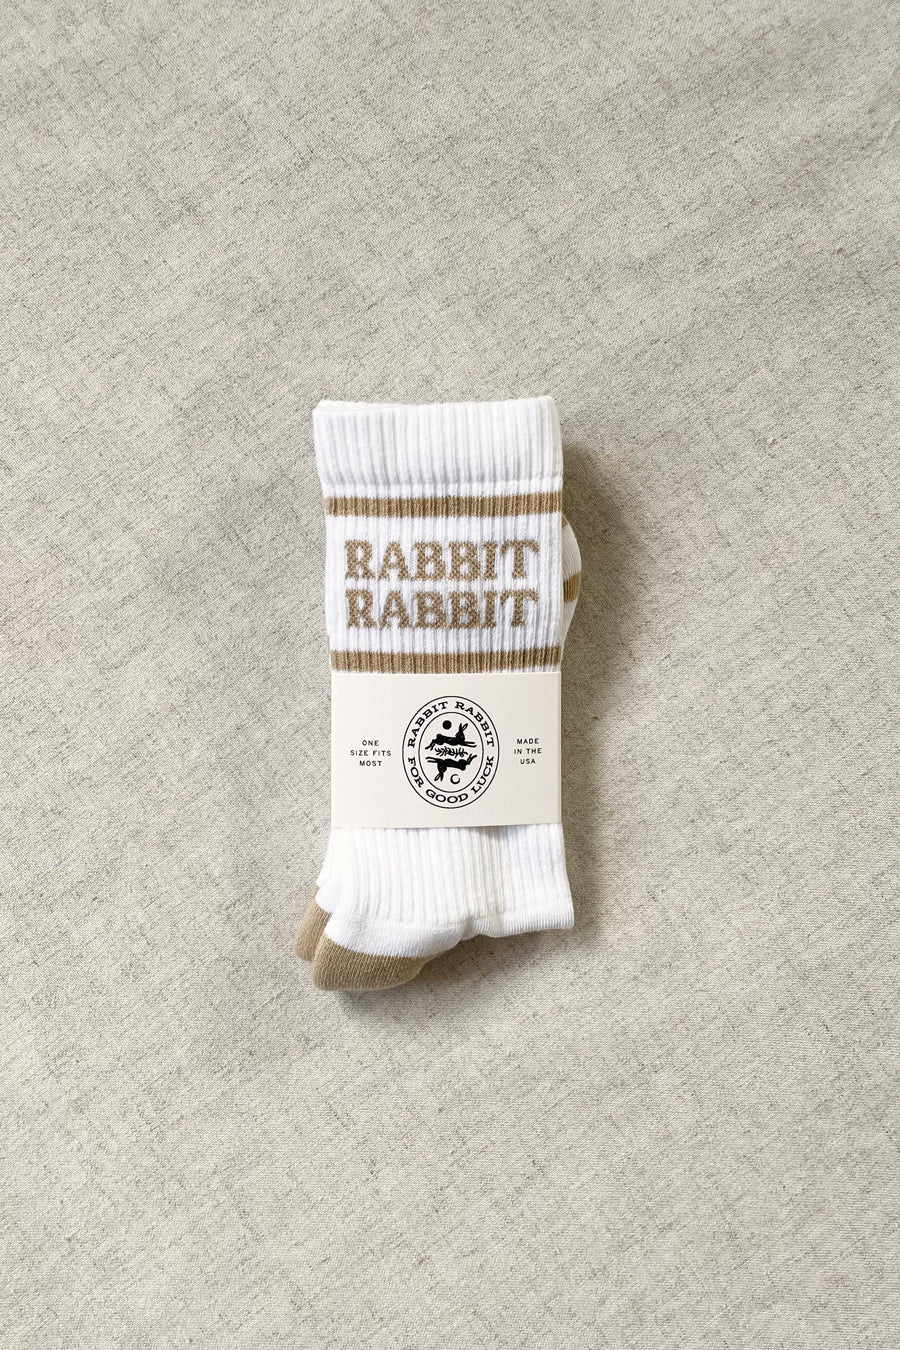 RABBIT
RABBIT
ONE
SIZE FITS
MOST
RABBIT RABBIT
FOR GOOD LUCK
MADE
IN THE
USA